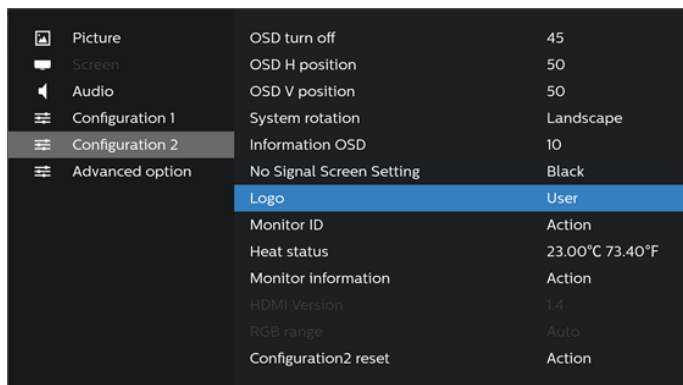 Picture
Screen
Audio
Configuration 1
Configuration 2
Advanced option
OSD turn off 45
OSD H position 50
OSD V position 50
System rotation Landscape
Information OSD 10
No Signal Screen Setting Black
Logo User
Monitor ID Action
Heat status 23.00°C 73.40°F
Monitor information Action
HDMI Version 1.4
RGB range Auto
Configuration2 reset Action